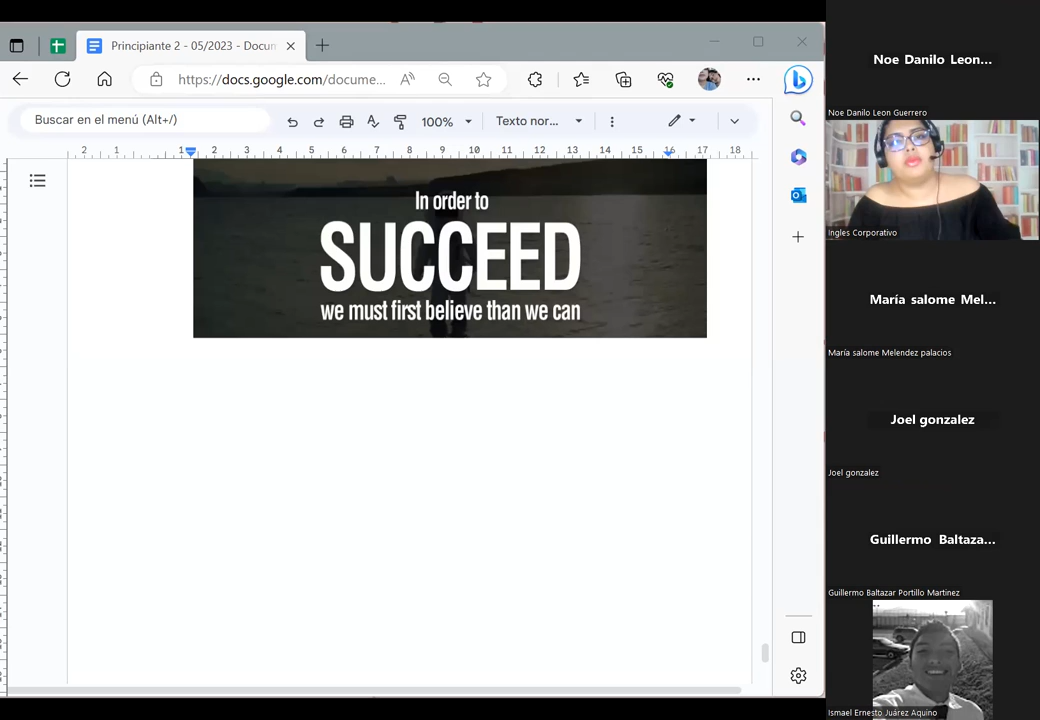 Principiante 2 - 05/2023 - Docum
https://docs.google.com/docume...
Buscar en el menú (Alt+/)
100%
Texto nor...
2 1 1 2 3 4 5 6 7 8 9 10 11 12 13 14 15 16 17 18
In order to
SUCCEED
we must first believe than we can
Noe Danilo Leon...
Noe Danilo Leon Guerrero
Ingles Corporativo
María salome Mel...
María salome Melendez palacios
Joel gonzalez
Joel gonzalez
Guillermo Baltaza...
Guillermo Baltazar Portillo Martinez
Ismael Ernesto Juárez Aquino